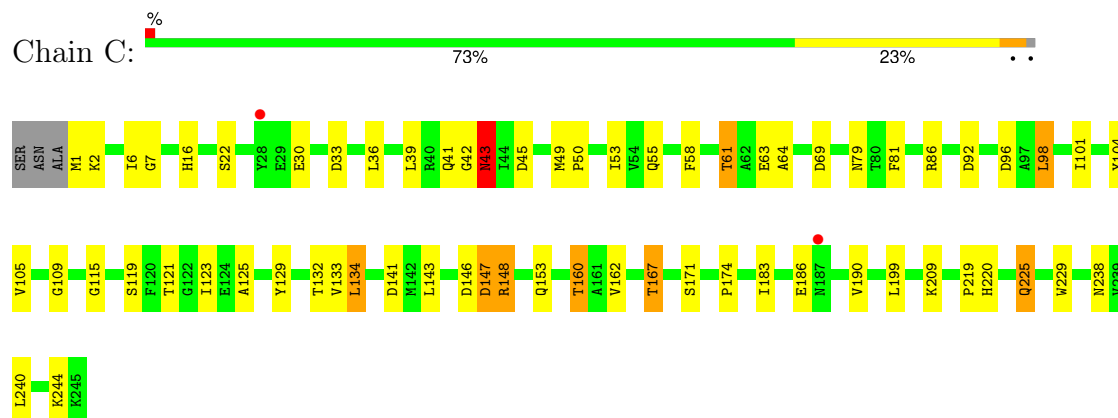 %
Chain C:
73% 23% • •
SER ASN ALA M1 K2 I6 G7 H16 S22 Y28 E29 E30 D33 L36 L39 R40 Q41 G42 N43 I44 D45 M49 P50 I53 V54 Q55 F58 T61 A62 E63 A64 D69 N79 T80 F81 R86 D92 D96 A97 L98 I101 Y104
V105 G109 G115 S119 F120 T121 G122 I123 E124 A125 Y129 T132 V133 L134 D141 M142 L143 D146 D147 R148 Q153 T160 A161 V162 T167 S171 P174 I183 E186 N187 V190 L199 K209 P219 H220 Q225 W229 N238 V239
L240 K244 K245